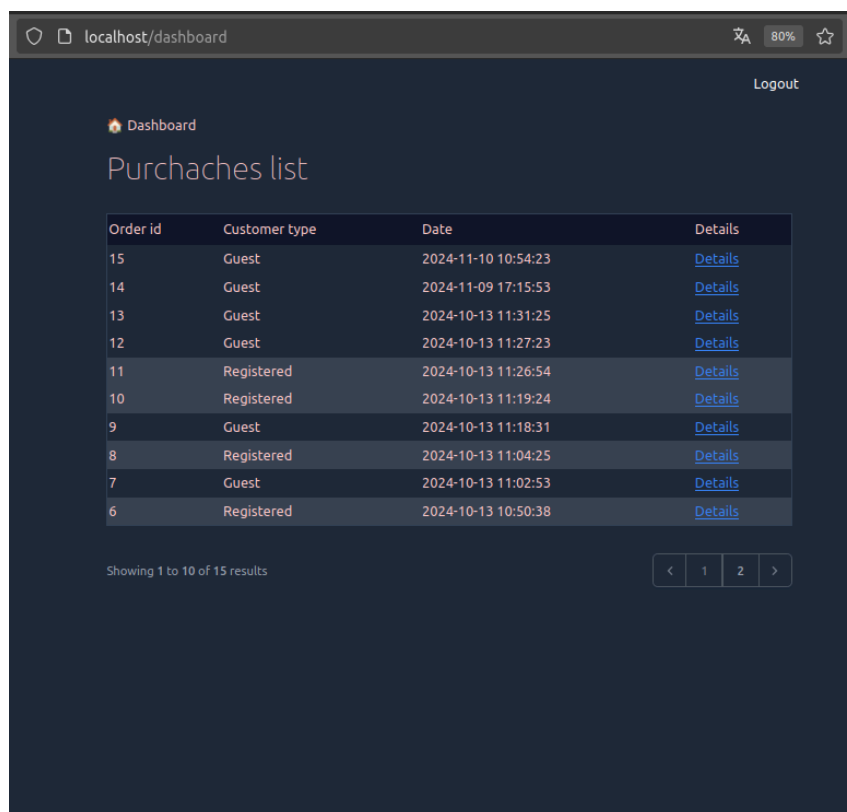 localhost/dashboard 80%
Logout
Dashboard
Purchaches list
Order id Customer type Date Details
15 Guest 2024-11-10 10:54:23 Details
14 Guest 2024-11-09 17:15:53 Details
13 Guest 2024-10-13 11:31:25 Details
12 Guest 2024-10-13 11:27:23 Details
11 Registered 2024-10-13 11:26:54 Details
10 Registered 2024-10-13 11:19:24 Details
9 Guest 2024-10-13 11:18:31 Details
8 Registered 2024-10-13 11:04:25 Details
7 Guest 2024-10-13 11:02:53 Details
6 Registered 2024-10-13 10:50:38 Details
Showing 1 to 10 of 15 results < 1 2 >